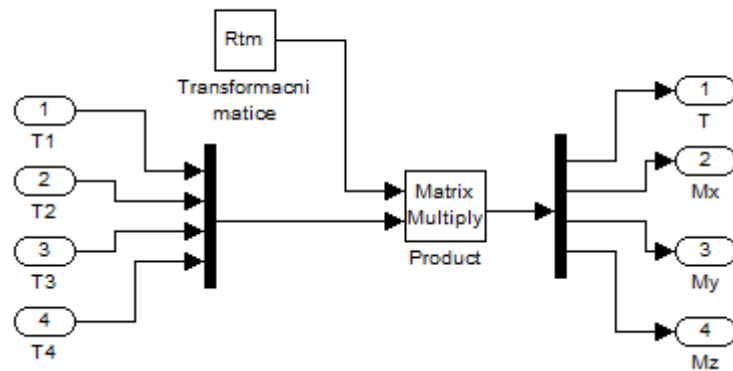 Rtm
Transformacni
matice
1
T1
2
T2
3
T3
4
T4
Matrix
Multiply
Product
1
T
2
Mx
3
My
4
Mz